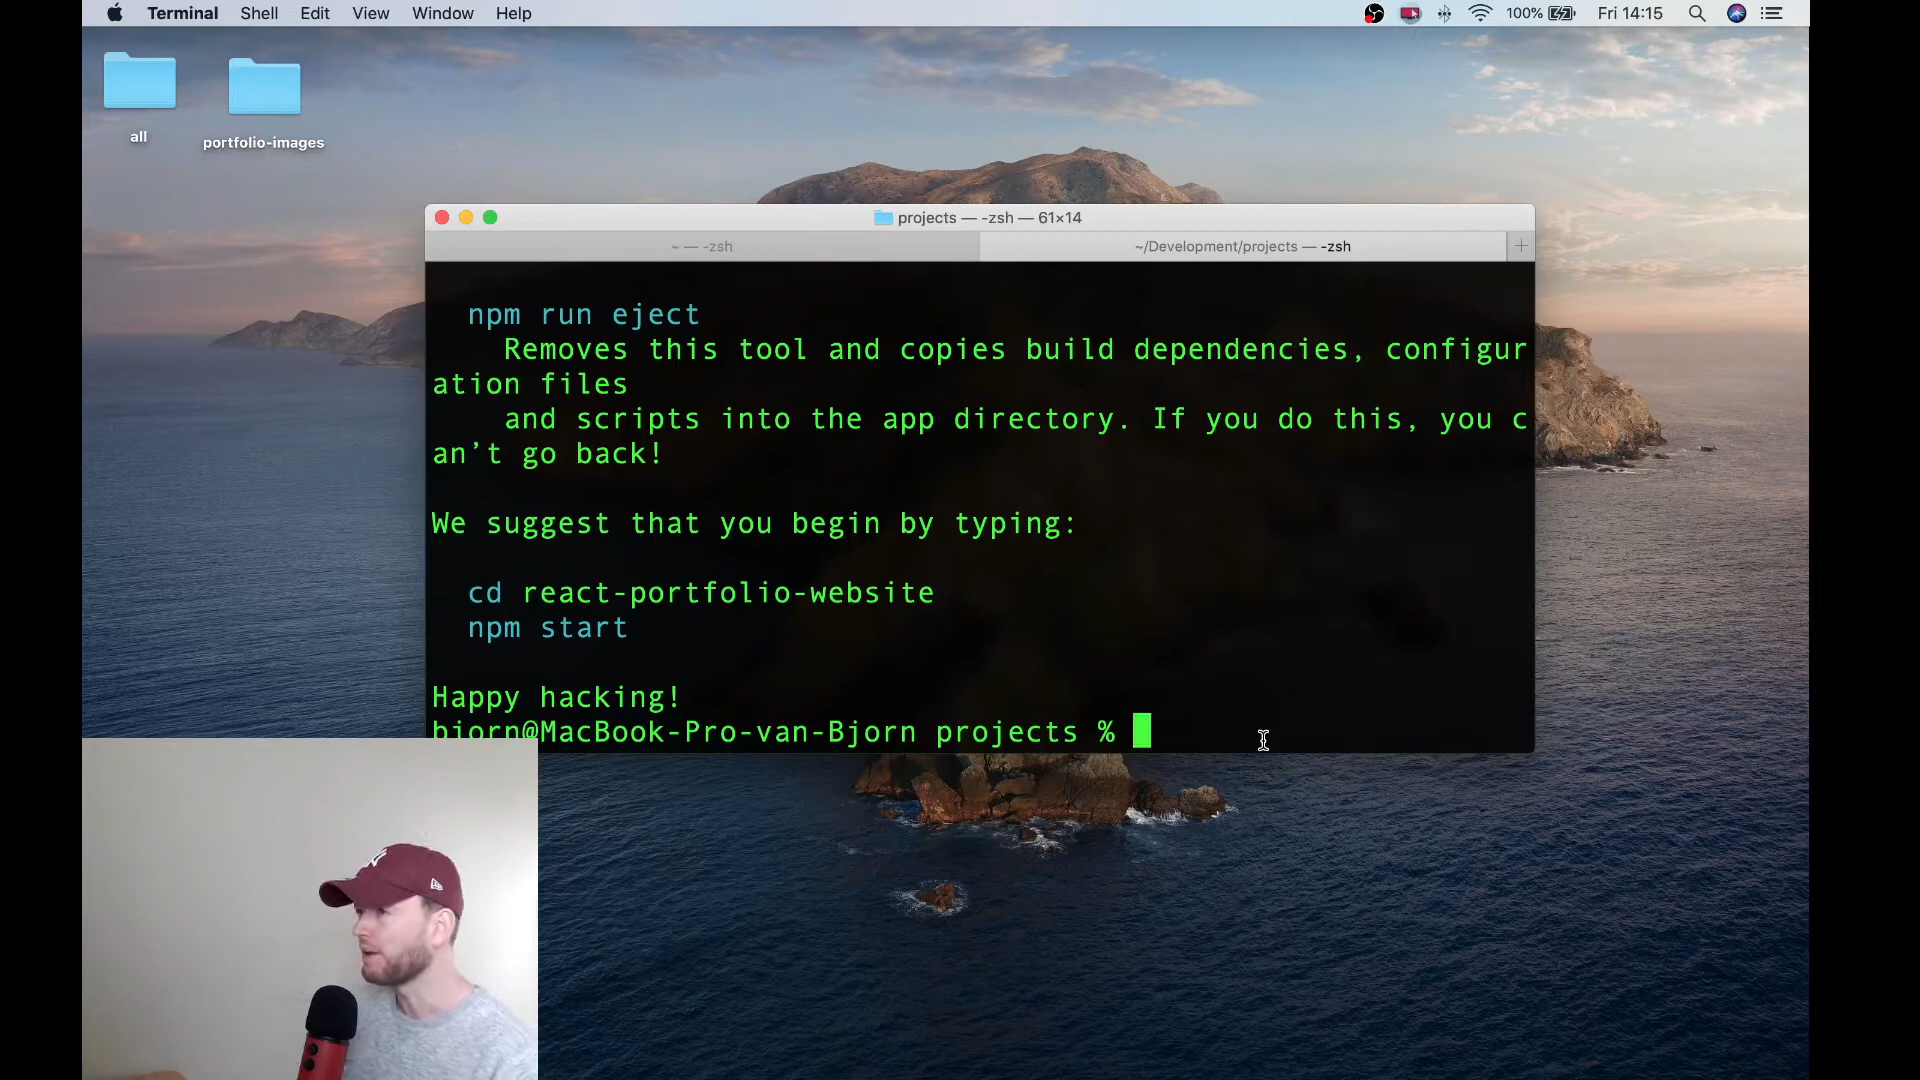 Terminal Shell Edit View Window Help 100% Fri 14:15
all
portfolio-images
projects — -zsh — 61×14
~ — -zsh
~/Development/projects — -zsh
npm run eject
Removes this tool and copies build dependencies, configur
ation files
and scripts into the app directory. If you do this, you c
an’t go back!
We suggest that you begin by typing:
cd react-portfolio-website
npm start
Happy hacking!
bjorn@MacBook-Pro-van-Bjorn projects %